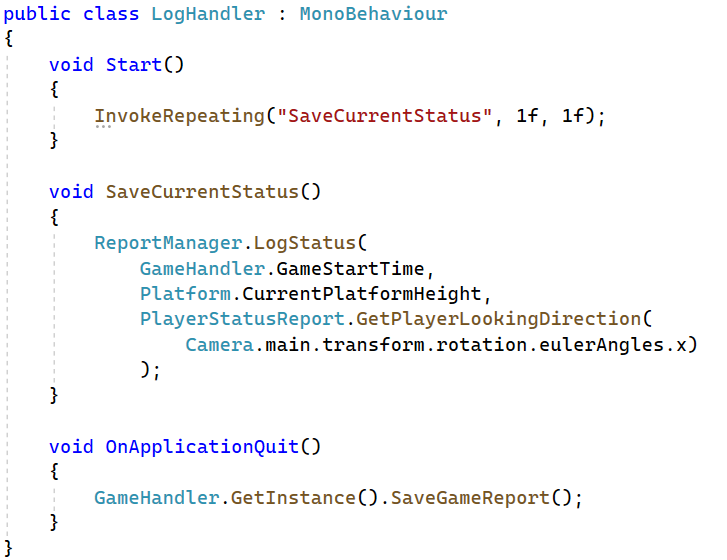 public class LogHandler : MonoBehaviour
{
    void Start()
    {
        InvokeRepeating("SaveCurrentStatus", 1f, 1f);
    }

    void SaveCurrentStatus()
    {
        ReportManager.LogStatus(
            GameHandler.GameStartTime,
            Platform.CurrentPlatformHeight,
            PlayerStatusReport.GetPlayerLookingDirection(
                Camera.main.transform.rotation.eulerAngles.x)
            );
    }

    void OnApplicationQuit()
    {
        GameHandler.GetInstance().SaveGameReport();
    }
}